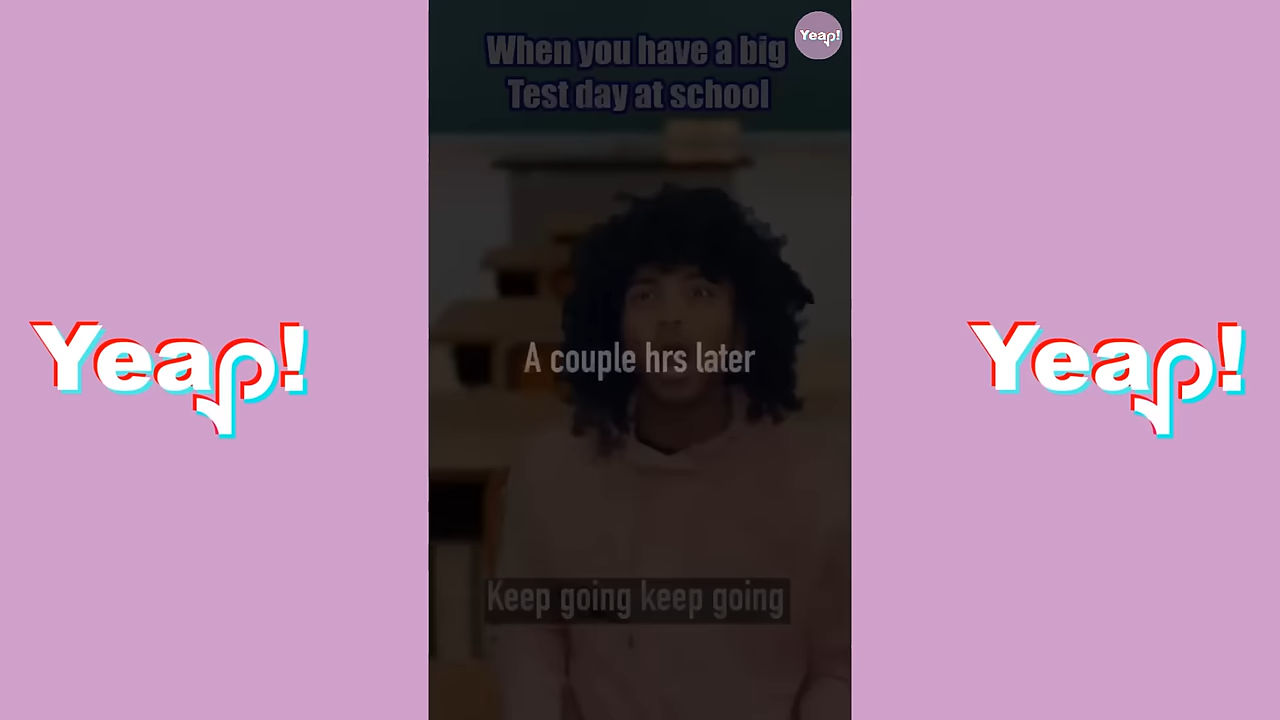 When you have a big
Test day at school
Yeap!
Yeap!
A couple hrs later
Yeap!
Keep going keep going